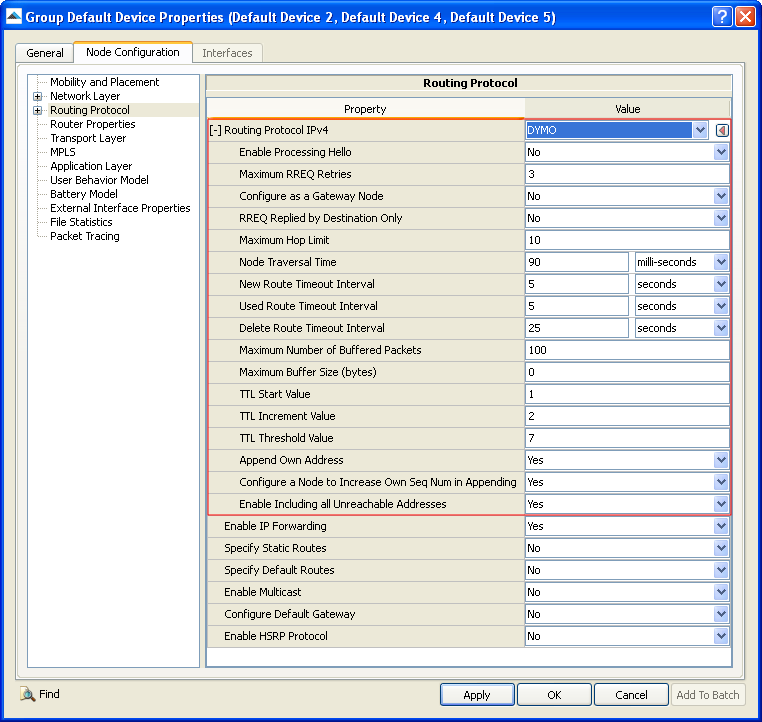 Group Default Device Properties (Default Device 2, Default Device 4, Default Device 5)
General Node Configuration Interfaces
Mobility and Placement
Network Layer
Routing Protocol
Router Properties
Transport Layer
MPLS
Application Layer
User Behavior Model
Battery Model
External Interface Properties
File Statistics
Packet Tracing
Routing Protocol
Property Value
[-] Routing Protocol IPv4 DYMO
Enable Processing Hello No
Maximum RREQ Retries 3
Configure as a Gateway Node No
RREQ Replied by Destination Only No
Maximum Hop Limit 10
Node Traversal Time 90 milli-seconds
New Route Timeout Interval 5 seconds
Used Route Timeout Interval 5 seconds
Delete Route Timeout Interval 25 seconds
Maximum Number of Buffered Packets 100
Maximum Buffer Size (bytes) 0
TTL Start Value 1
TTL Increment Value 2
TTL Threshold Value 7
Append Own Address Yes
Configure a Node to Increase Own Seq Num in Appending Yes
Enable Including all Unreachable Addresses Yes
Enable IP Forwarding Yes
Specify Static Routes No
Specify Default Routes No
Enable Multicast No
Configure Default Gateway No
Enable HSRP Protocol No
Find Apply OK Cancel Add To Batch